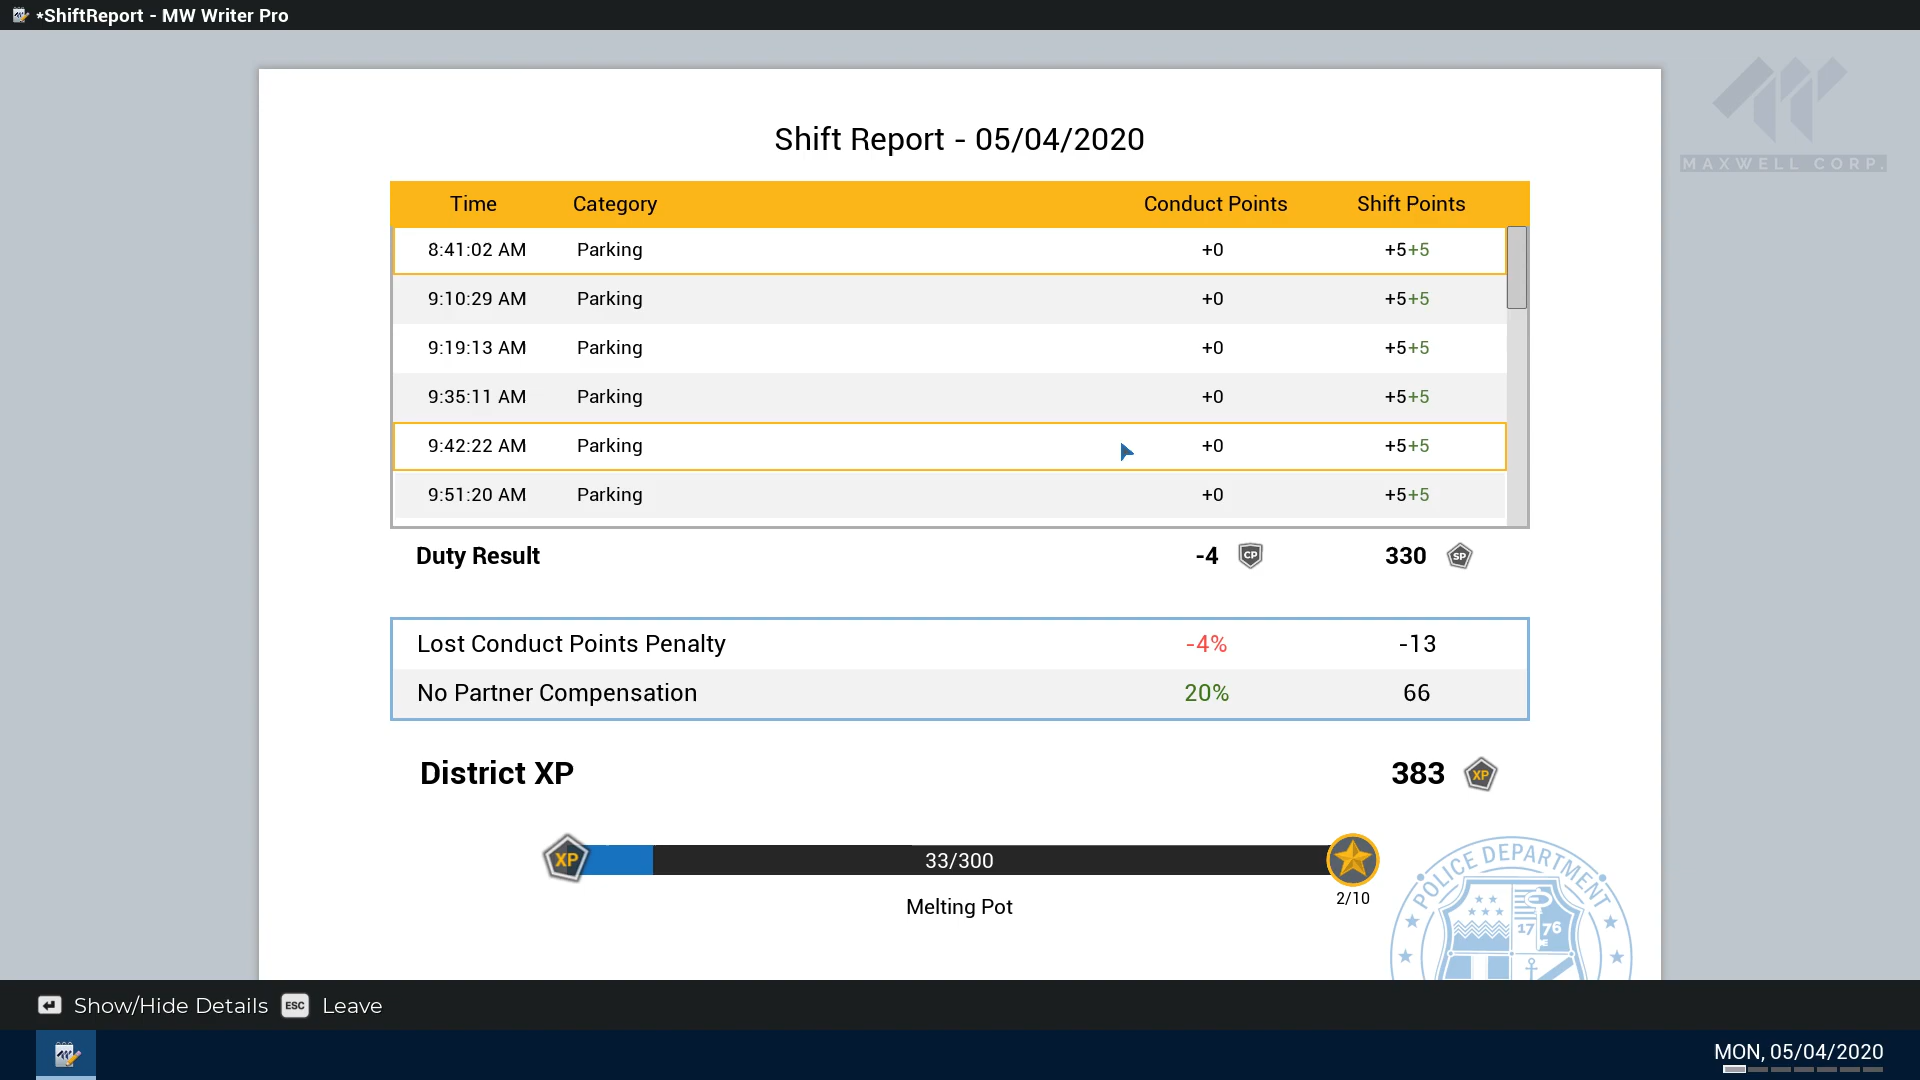 *ShiftReport - MW Writer Pro
MAXWELL CORP.
Shift Report - 05/04/2020
Time Category Conduct Points Shift Points
8:41:02 AM Parking +0 +5+5
9:10:29 AM Parking +0 +5+5
9:19:13 AM Parking +0 +5+5
9:35:11 AM Parking +0 +5+5
9:42:22 AM Parking +0 +5+5
9:51:20 AM Parking +0 +5+5
Duty Result -4 CP 330 SP
Lost Conduct Points Penalty -4% -13
No Partner Compensation 20% 66
District XP 383 XP
XP 33/300
2/10
Melting Pot
POLICE DEPARTMENT
17 76
Show/Hide Details ESC Leave
MON, 05/04/2020